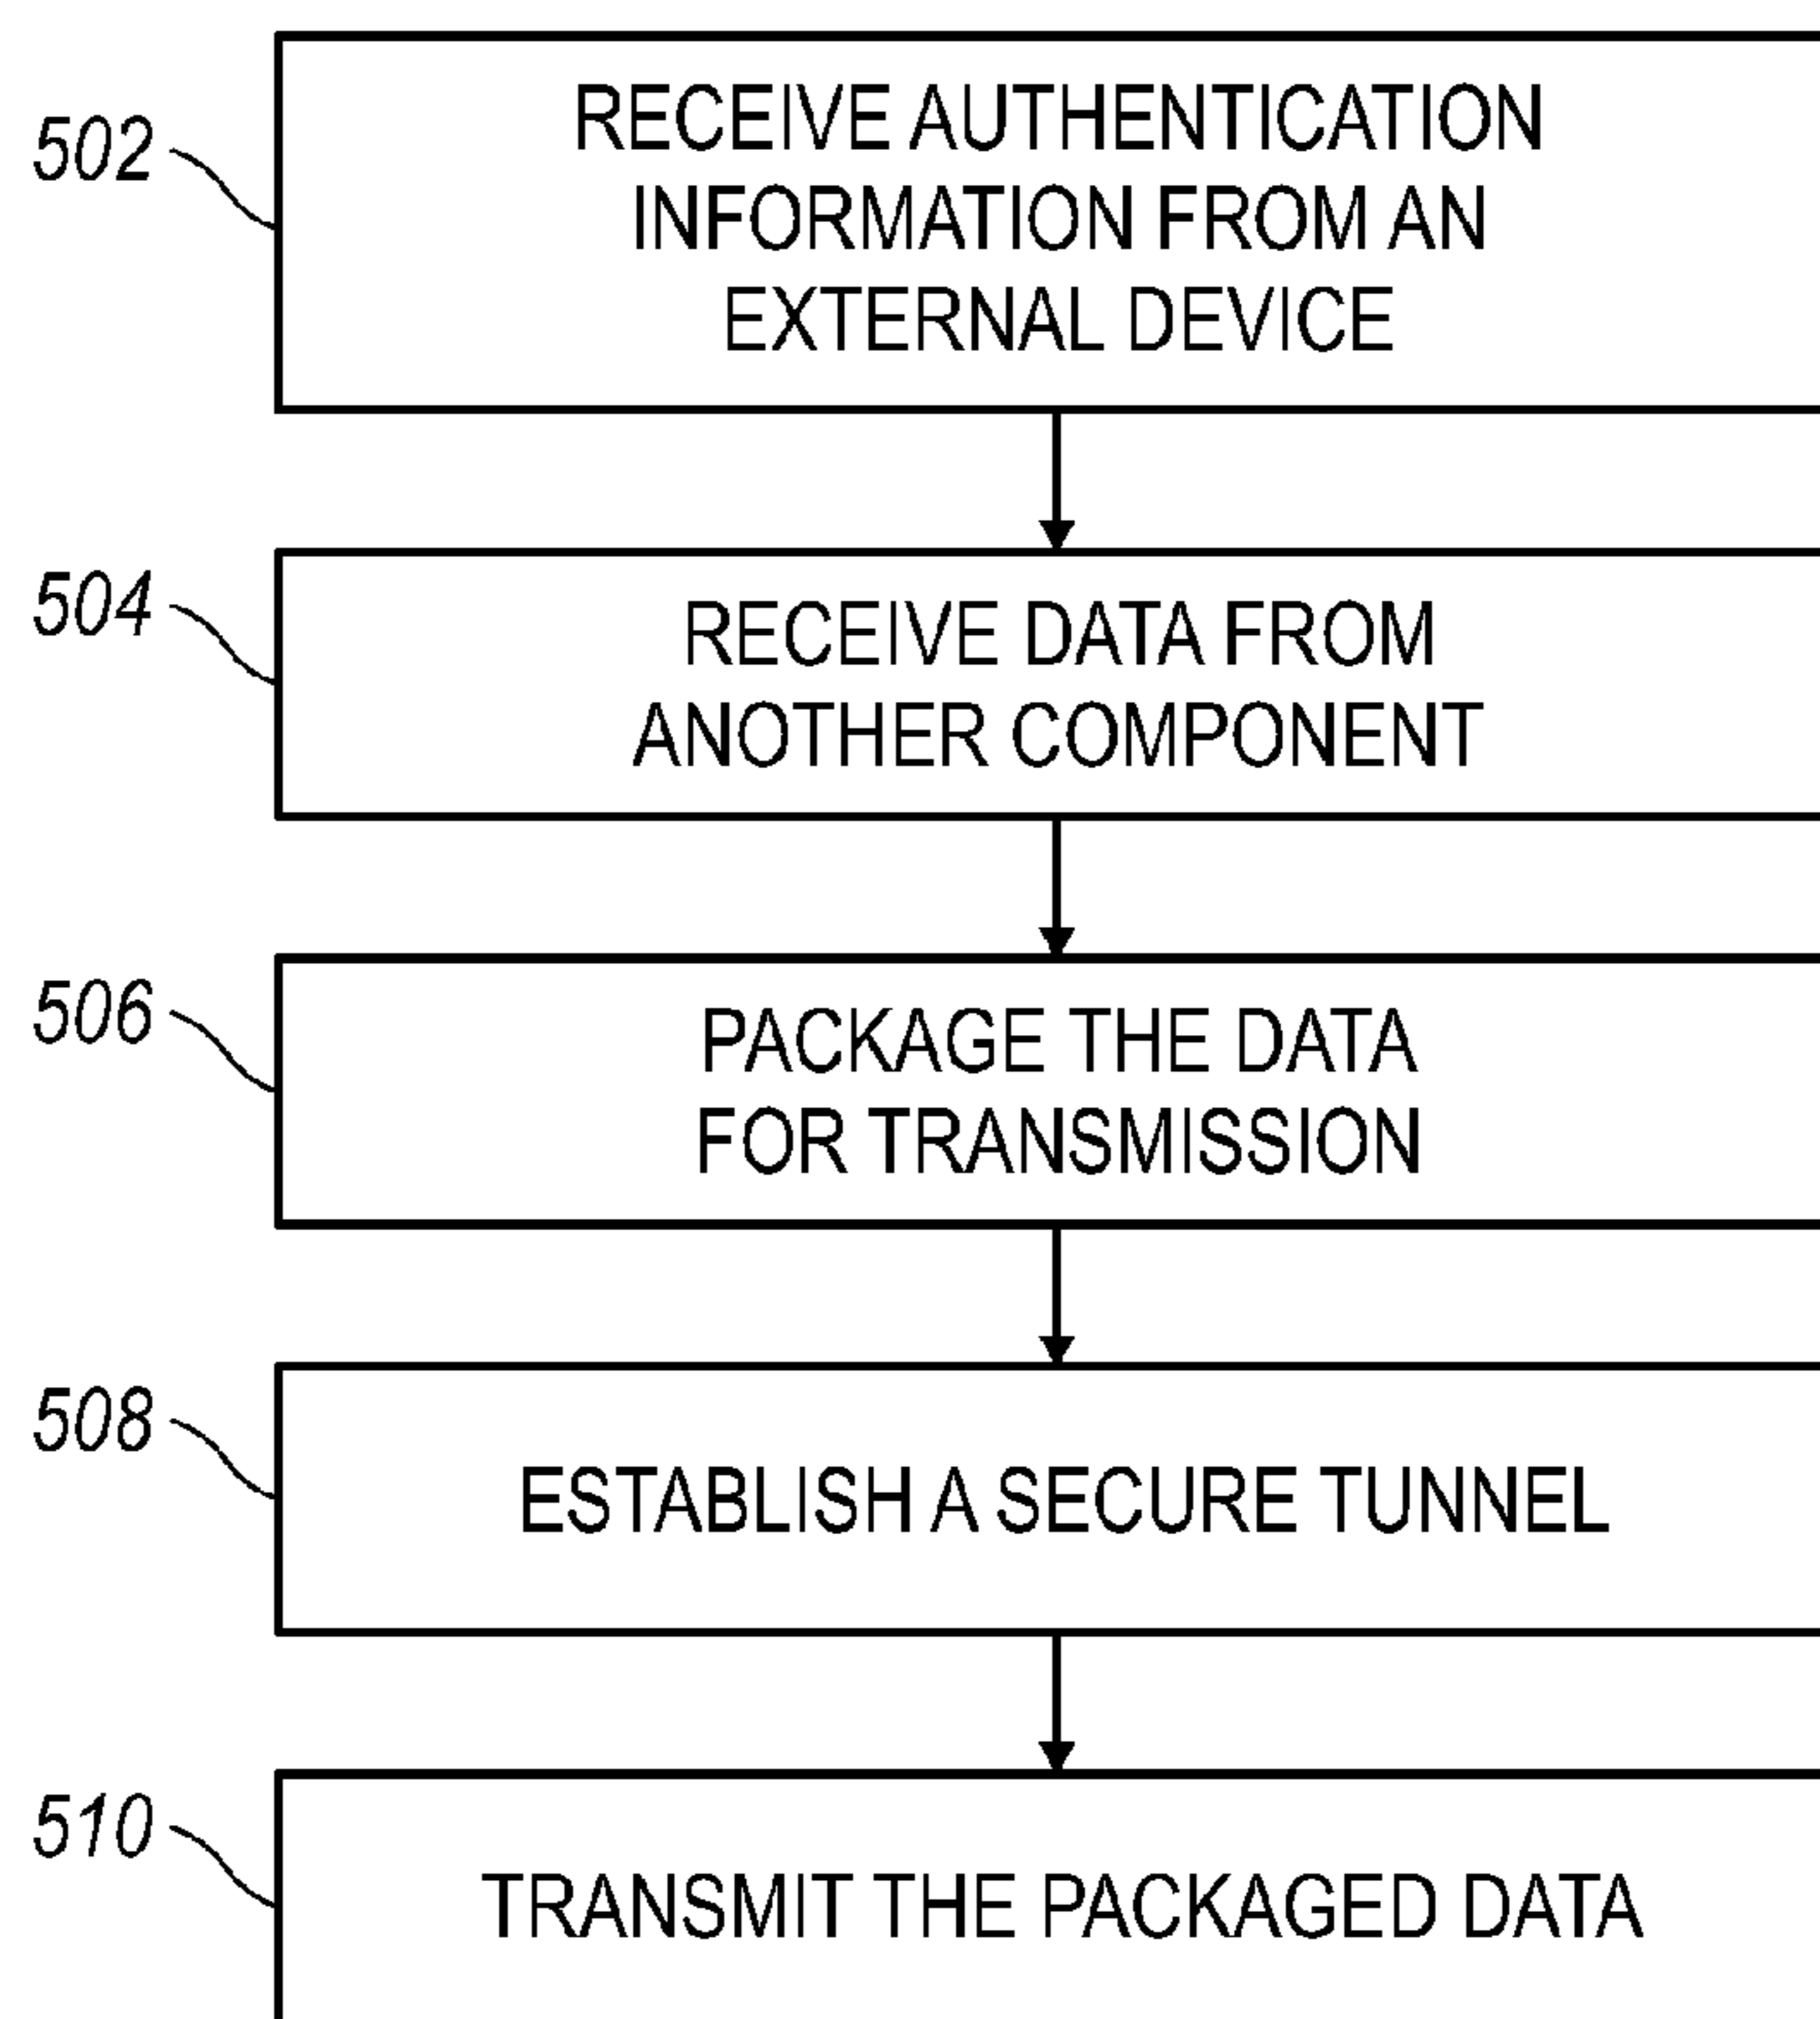 502
RECEIVE AUTHENTICATION
INFORMATION FROM AN
EXTERNAL DEVICE
504
RECEIVE DATA FROM
ANOTHER COMPONENT
506
PACKAGE THE DATA
FOR TRANSMISSION
508
ESTABLISH A SECURE TUNNEL
510
TRANSMIT THE PACKAGED DATA